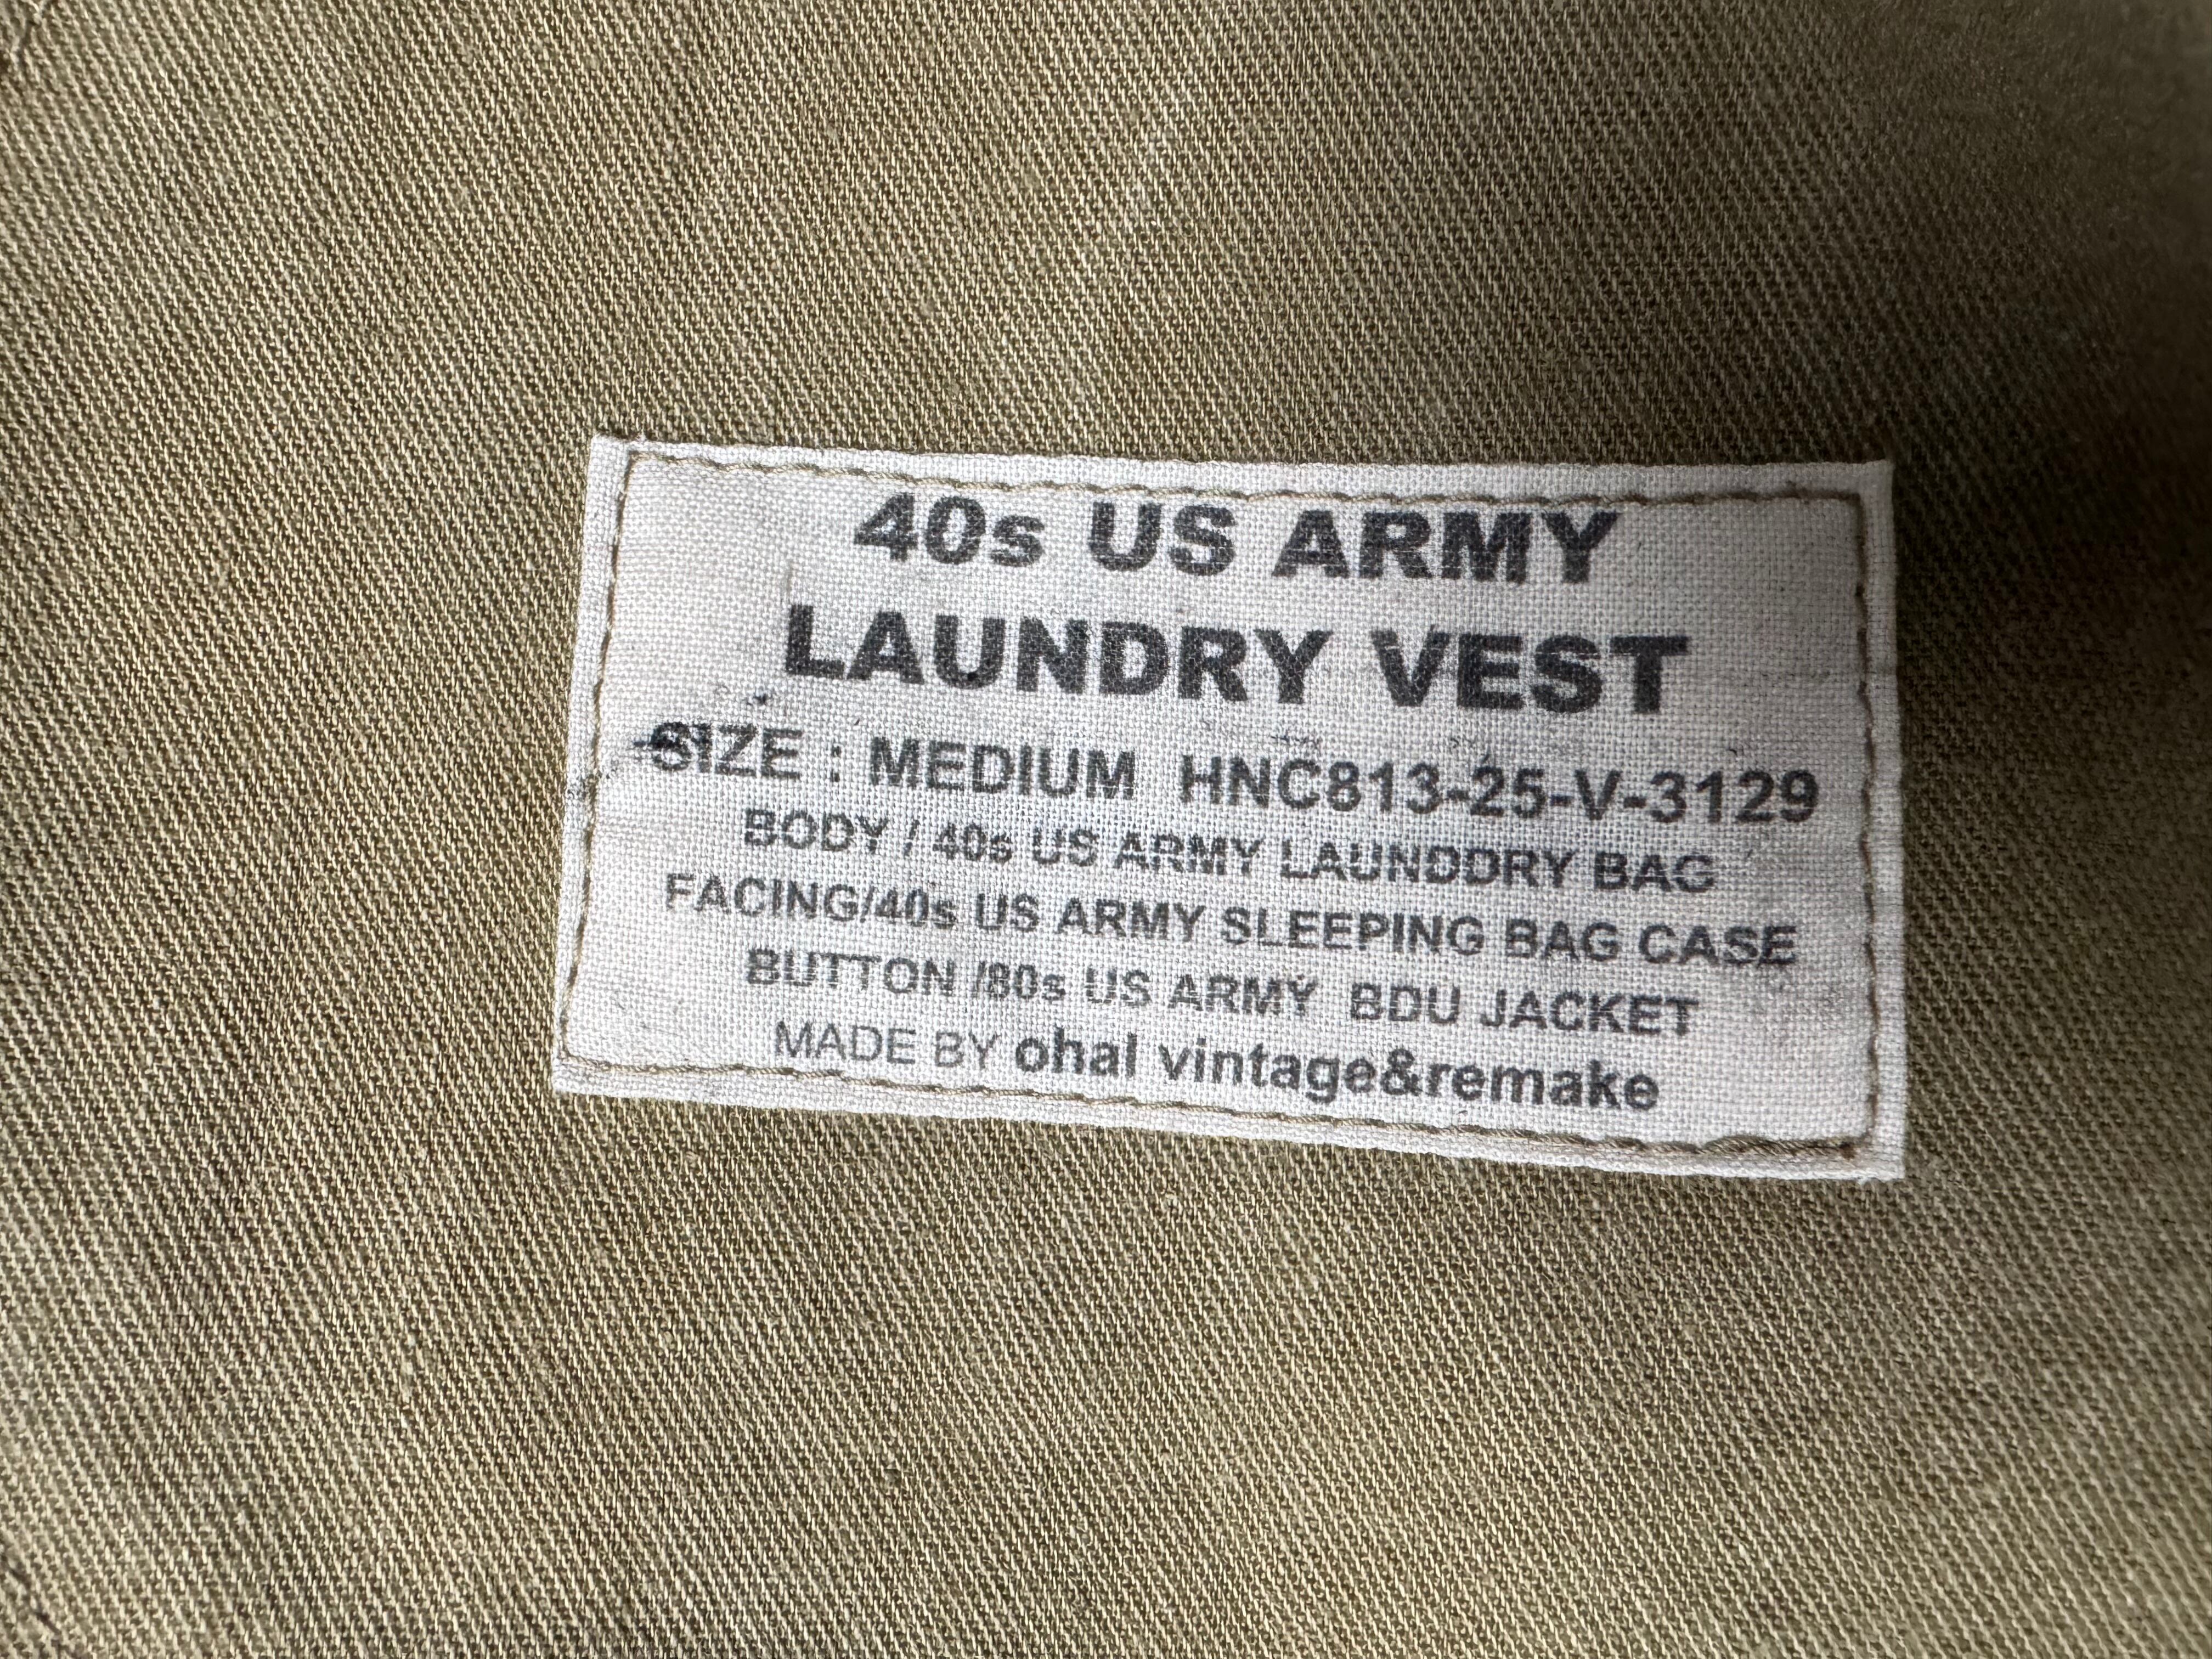 40s US ARMY
LAUNDRY VEST
SIZE : MEDIUM HNC813-25-V-3129
BODY / 40s US ARMY LAUNDDRY BAG
FACING/40s US ARMY SLEEPING BAG CASE
BUTTON /80s US ARMY BDU JACKET
MADE BY ohal vintage&remake